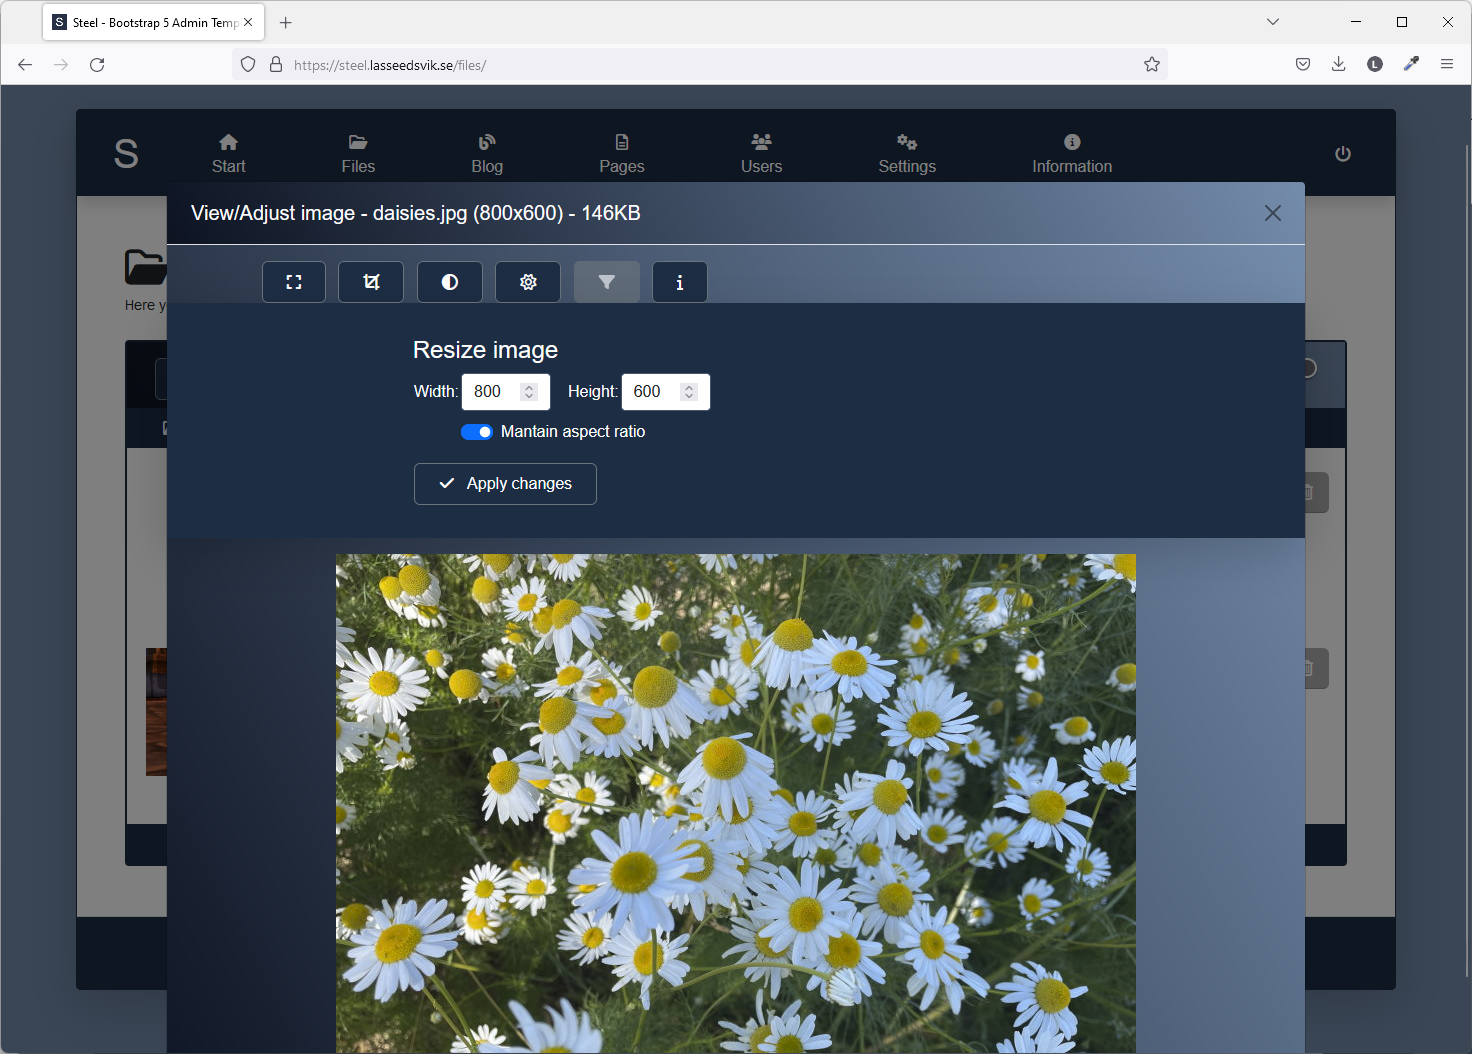 S Steel - Bootstrap 5 Admin Temp
https://steel.lasseedsvik.se/files/
L
S
Start
Files
Blog
Pages
Users
Settings
Information
View/Adjust image - daisies.jpg (800x600) - 146KB
Here y
Resize image
Width: 800 Height: 600
Mantain aspect ratio
Apply changes